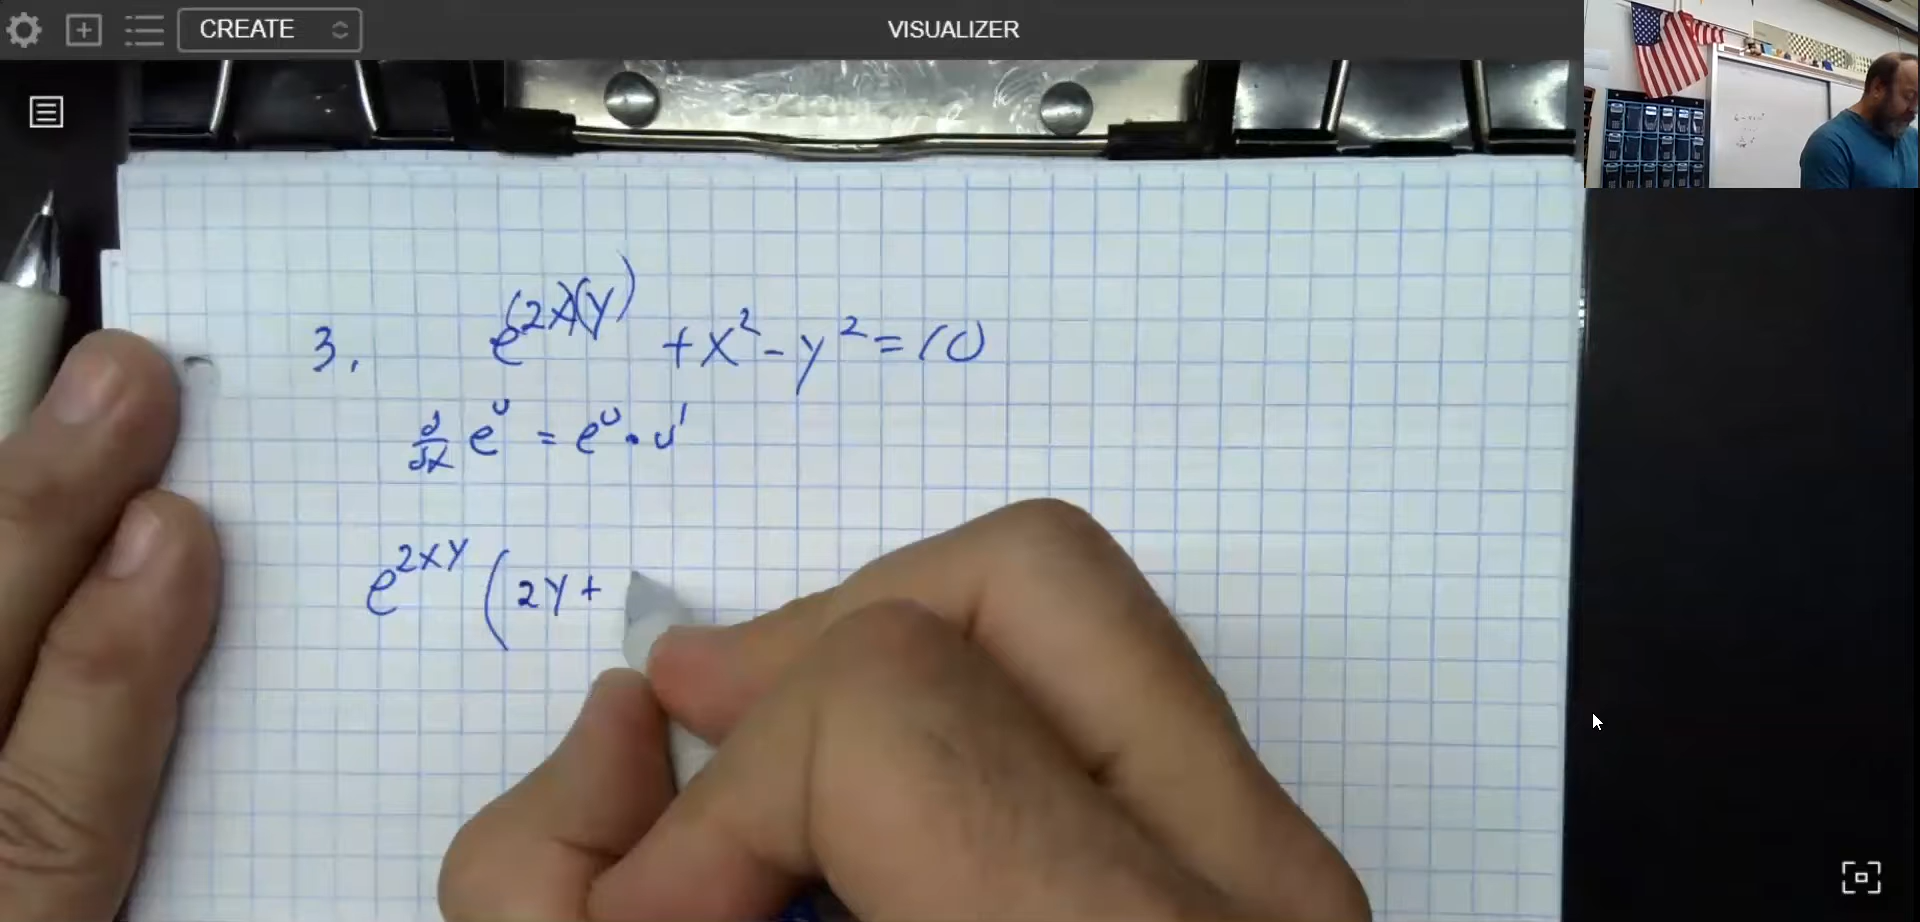 CREATE
VISUALIZER
3. e^{(2x)(y)} + x² - y² = 10
d/dx e^u = e^u · u'
e^{2xy} (2y +